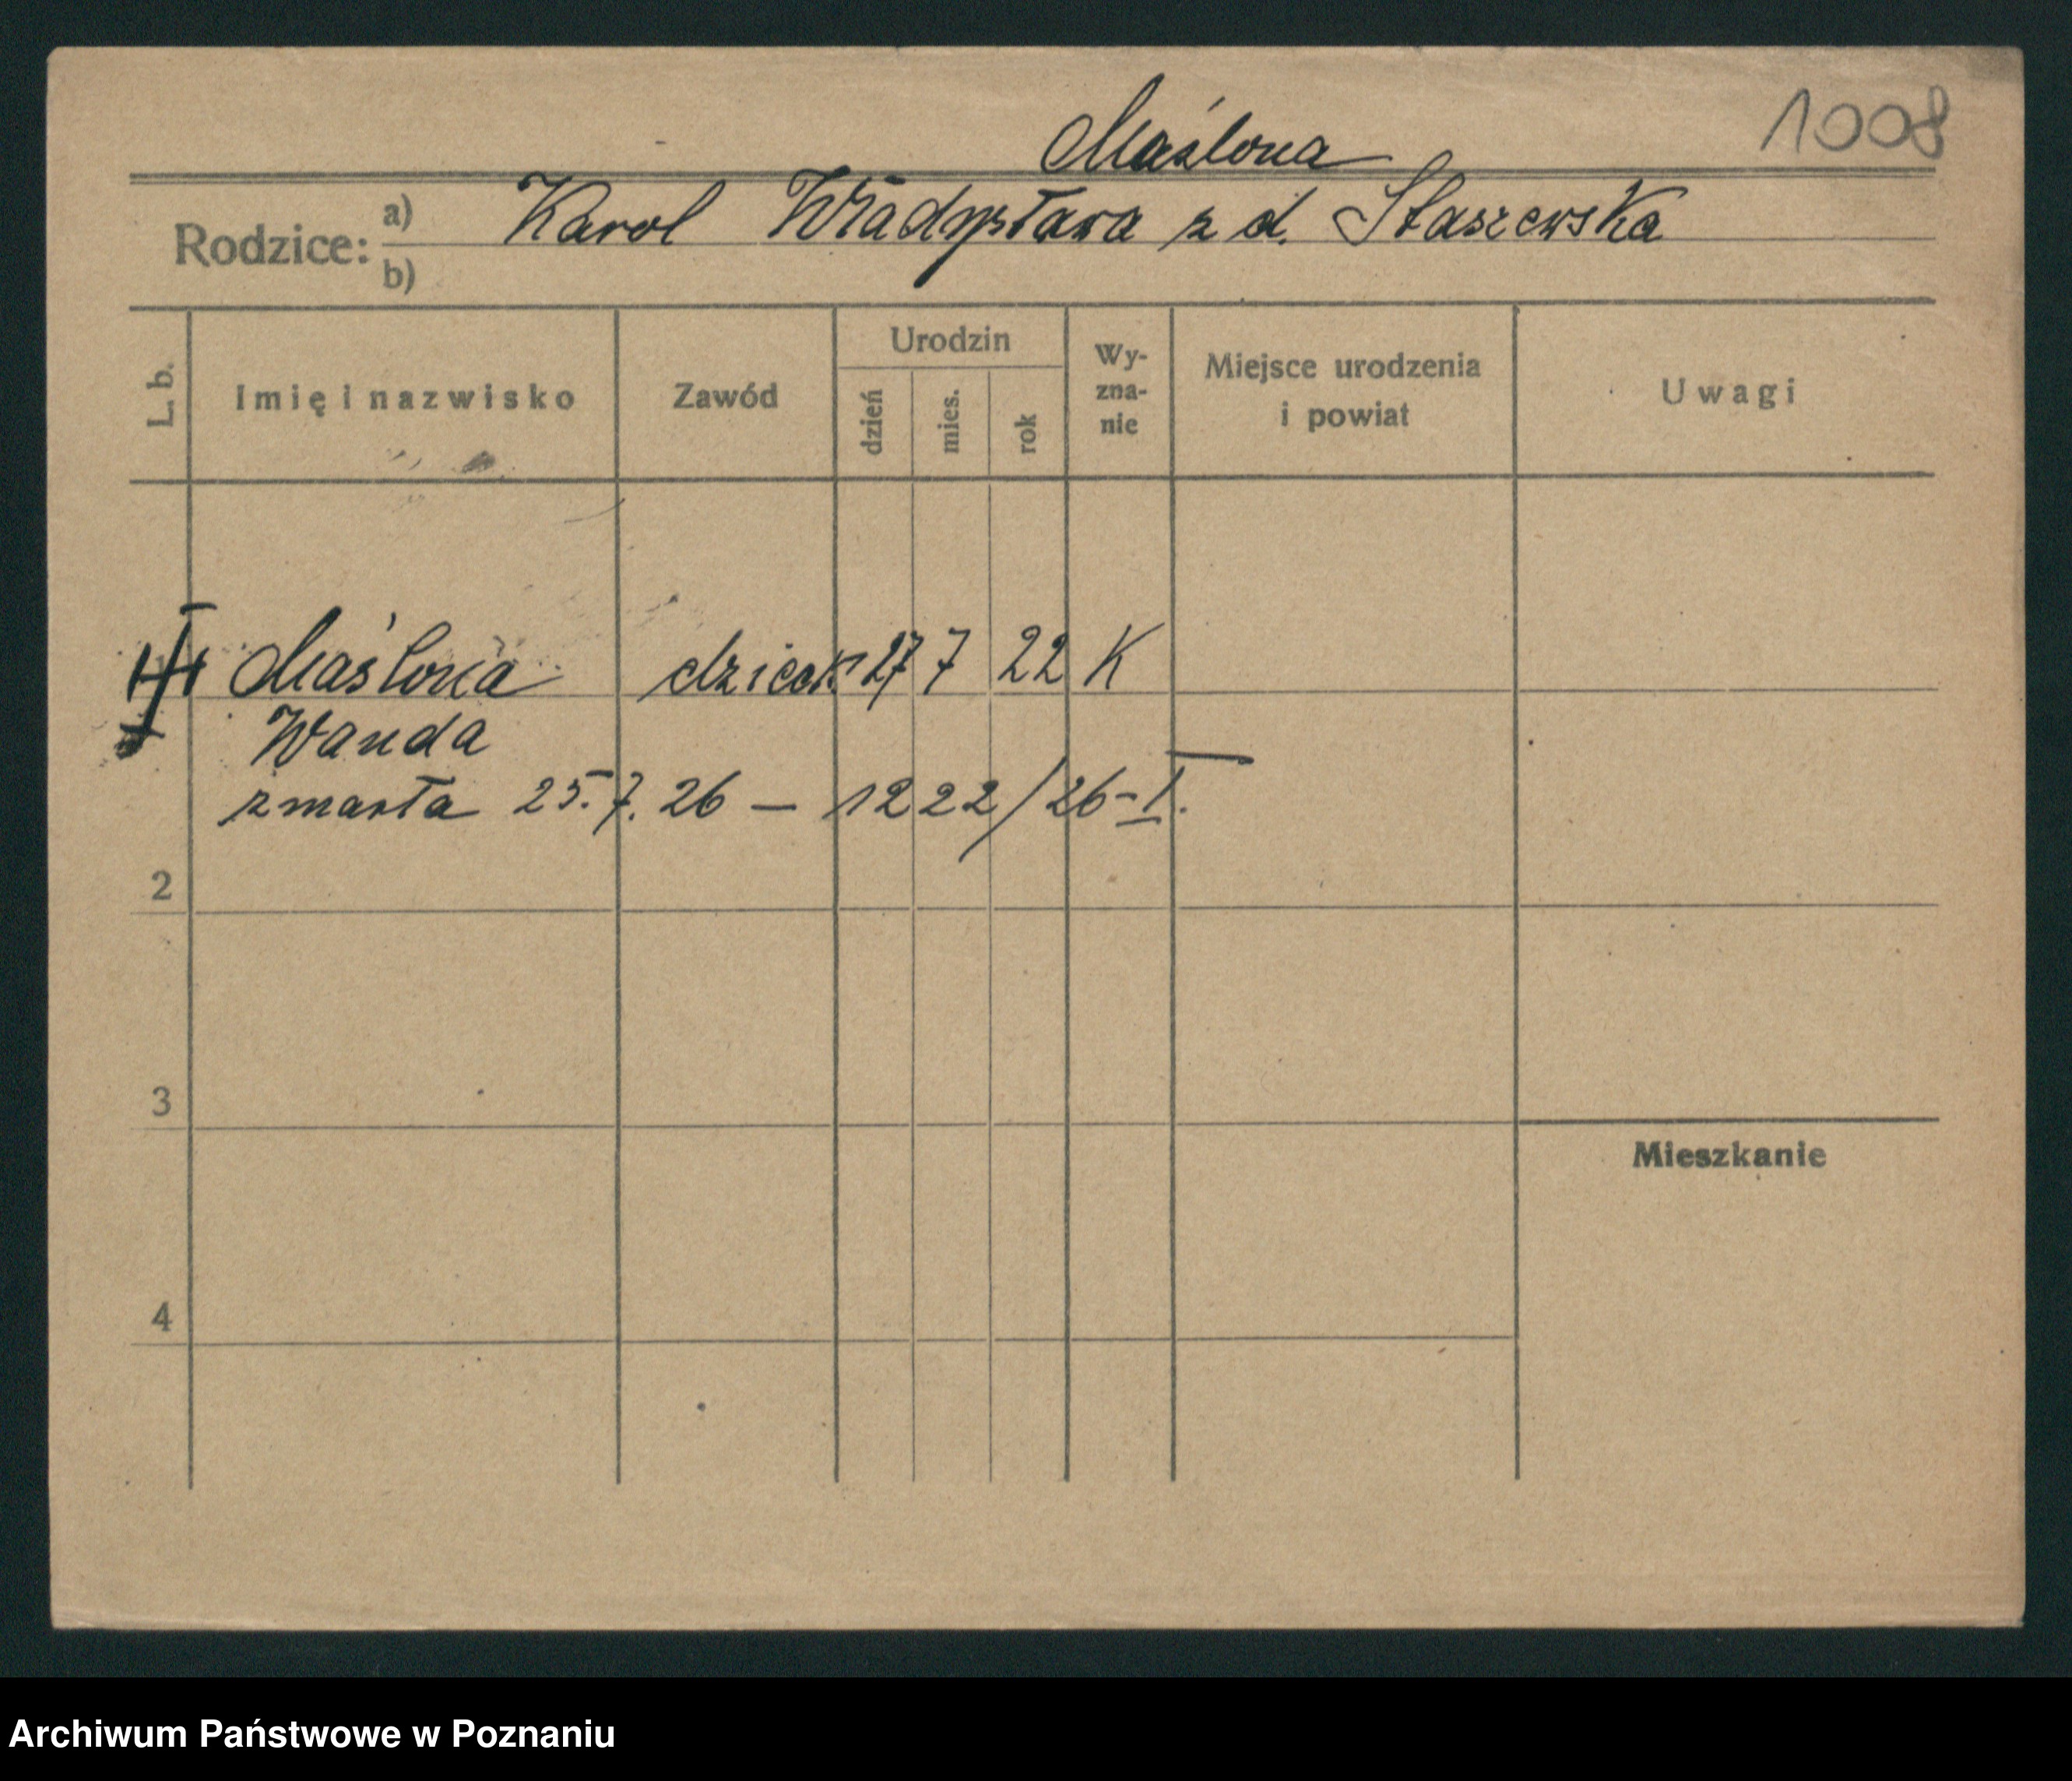 1008
Maślona
Rodzice: a) Karol Władysława z d. Staszewska
b)
L. b.
Imię i nazwisko
Zawód
Urodzin
dzień
mies.
rok
Wy-
zna-
nie
Miejsce urodzenia
i powiat
Uwagi
Maślona dzieck 27 7 22 K
Wanda
zmarła 25.7.26 — 1222/26-I.
2
3
Mieszkanie
4
Archiwum Państwowe w Poznaniu